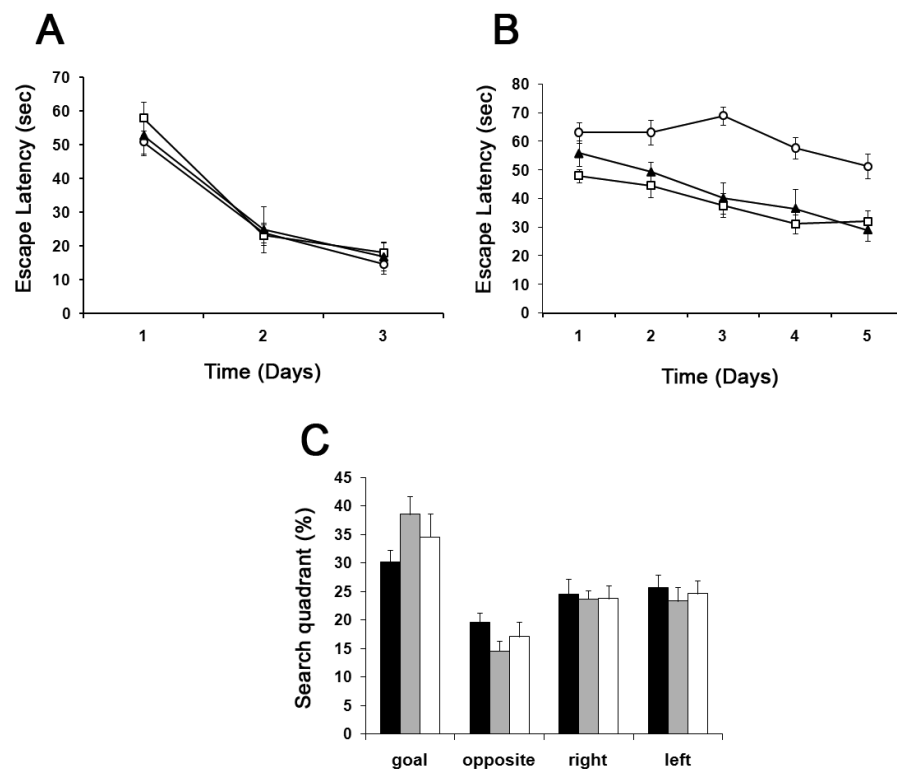 A
Escape Latency (sec)
70
60
50
40
30
20
10
0
1 2 3
Time (Days)
B
Escape Latency (sec)
80
70
60
50
40
30
20
10
0
1 2 3 4 5
Time (Days)
C
Search quadrant (%)
45
40
35
30
25
20
15
10
5
0
goal opposite right left